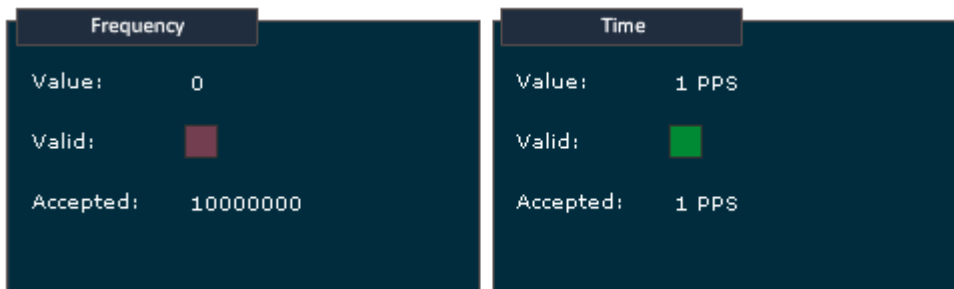 Frequency
Value: 0
Valid:
Accepted: 10000000
Time
Value: 1 PPS
Valid:
Accepted: 1 PPS